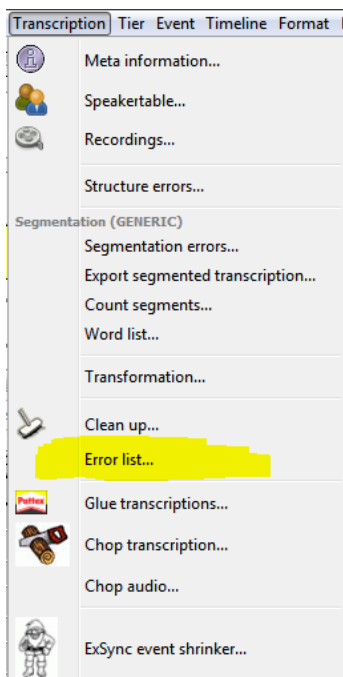 Transcription Tier Event Timeline Format
Meta information...
Speakertable...
Recordings...
Structure errors...
Segmentation (GENERIC)
Segmentation errors...
Export segmented transcription...
Count segments...
Word list...
Transformation...
Clean up...
Error list...
Pattex
Glue transcriptions...
Chop transcription...
Chop audio...
ExSync event shrinker...